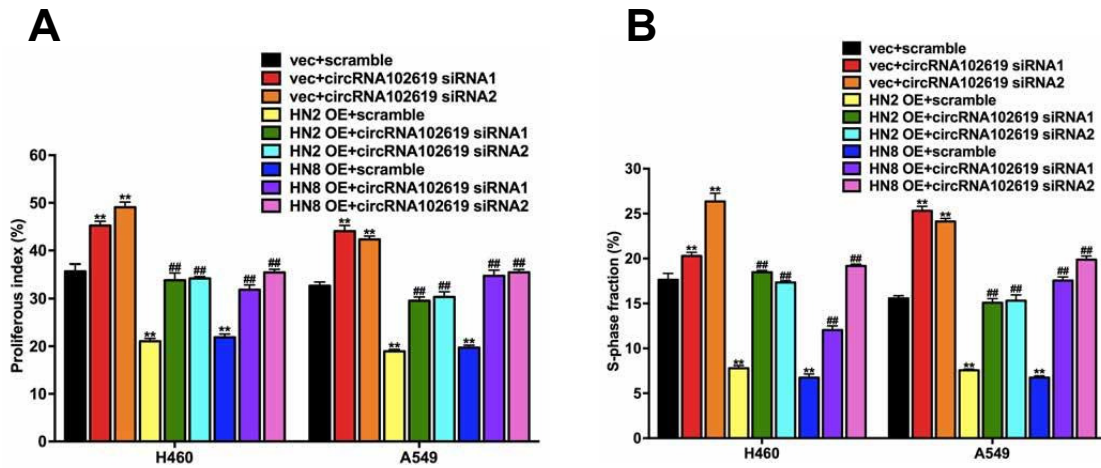 A
vec+scramble
vec+circRNA102619 siRNA1
vec+circRNA102619 siRNA2
HN2 OE+scramble
HN2 OE+circRNA102619 siRNA1
HN2 OE+circRNA102619 siRNA2
HN8 OE+scramble
HN8 OE+circRNA102619 siRNA1
HN8 OE+circRNA102619 siRNA2
Proliferous index (%)
60
50
40
30
20
10
0
** ** ** ## ## ** ## ##
** ** ** ## ## ** ## ##
H460 A549
B
vec+scramble
vec+circRNA102619 siRNA1
vec+circRNA102619 siRNA2
HN2 OE+scramble
HN2 OE+circRNA102619 siRNA1
HN2 OE+circRNA102619 siRNA2
HN8 OE+scramble
HN8 OE+circRNA102619 siRNA1
HN8 OE+circRNA102619 siRNA2
S-phase fraction (%)
30
25
20
15
10
5
0
** ** ** ## ## ** ## ##
** ** ** ## ## ** ## ##
H460 A549